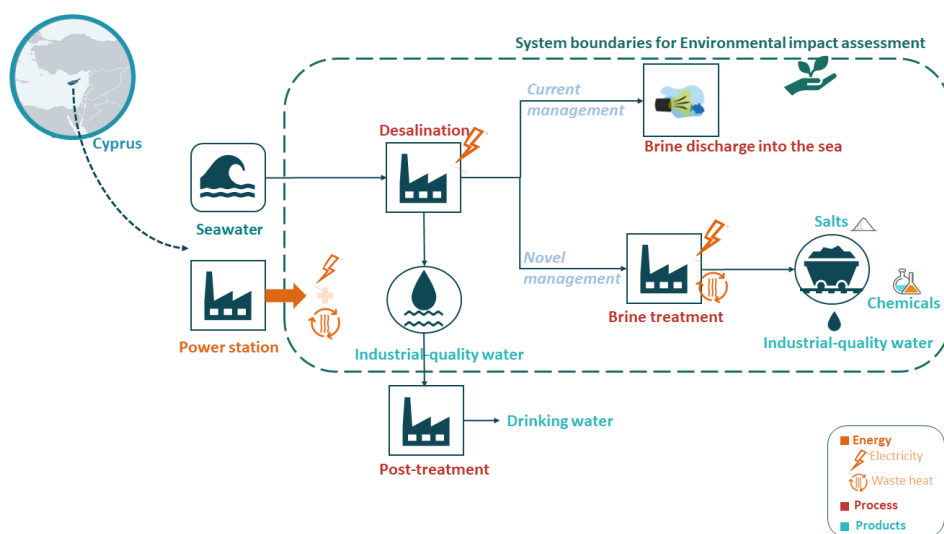 System boundaries for Environmental impact assessment
Cyprus
Current
management
Desalination
Brine discharge into the sea
Seawater
Salts
Novel
management
Chemicals
Brine treatment
Industrial-quality water
Power station
Industrial-quality water
Drinking water
Post-treatment
Energy
Electricity
Waste heat
Process
Products